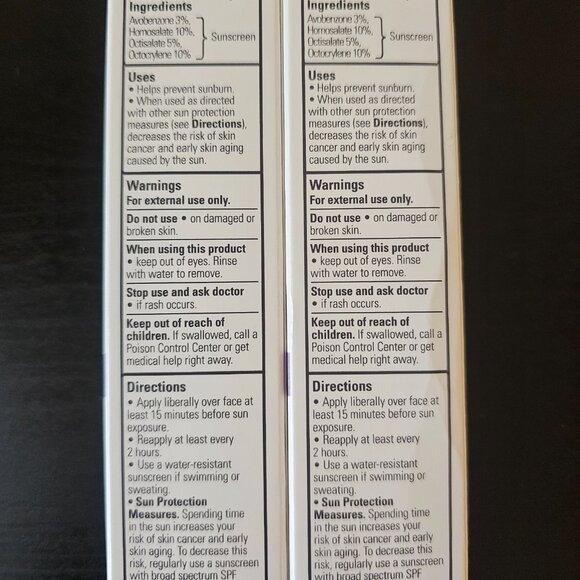 Ingredients
Avobenzone 3%,
Homosalate 10%,
Octisalate 5%,
Octocrylene 10%
Sunscreen
Uses
• Helps prevent sunburn.
• When used as directed
with other sun protection
measures (see Directions),
decreases the risk of skin
cancer and early skin aging
caused by the sun.
Warnings
For external use only.
Do not use • on damaged or
broken skin.
When using this product
• keep out of eyes. Rinse
with water to remove.
Stop use and ask doctor
• if rash occurs.
Keep out of reach of
children. If swallowed, call a
Poison Control Center or get
medical help right away.
Directions
• Apply liberally over face at
least 15 minutes before sun
exposure.
• Reapply at least every
2 hours.
• Use a water-resistant
sunscreen if swimming or
sweating.
• Sun Protection
Measures. Spending time
in the sun increases your
risk of skin cancer and early
skin aging. To decrease this
risk, regularly use a sunscreen
with broad spectrum SPF
Ingredients
Avobenzone 3%,
Homosalate 10%,
Octisalate 5%,
Octocrylene 10%
Sunscreen
Uses
• Helps prevent sunburn.
• When used as directed
with other sun protection
measures (see Directions),
decreases the risk of skin
cancer and early skin aging
caused by the sun.
Warnings
For external use only.
Do not use • on damaged or
broken skin.
When using this product
• keep out of eyes. Rinse
with water to remove.
Stop use and ask doctor
• if rash occurs.
Keep out of reach of
children. If swallowed, call a
Poison Control Center or get
medical help right away.
Directions
• Apply liberally over face at
least 15 minutes before sun
exposure.
• Reapply at least every
2 hours.
• Use a water-resistant
sunscreen if swimming or
sweating.
• Sun Protection
Measures. Spending time
in the sun increases your
risk of skin cancer and early
skin aging. To decrease this
risk, regularly use a sunscreen
with broad spectrum SPF